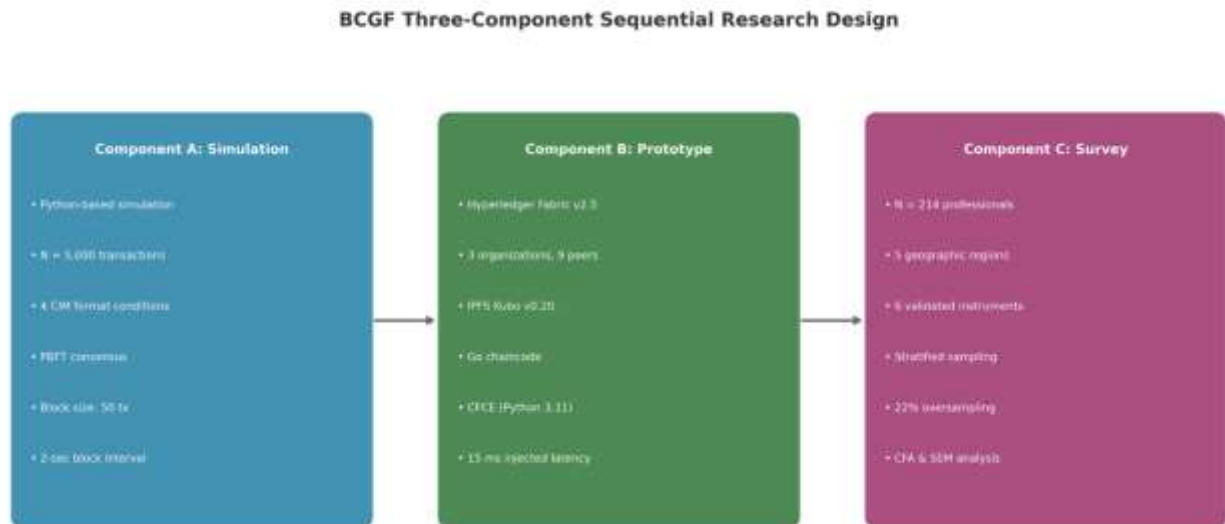 BCGF Three-Component Sequential Research Design
Component A: Simulation
• Python-based simulation
• N = 5,000 transactions
• 4 CIM format conditions
• PBFT consensus
• Block size: 50 tx
• 2-sec block interval
Component B: Prototype
• Hyperledger Fabric v2.5
• 3 organizations, 9 peers
• IPFS Kubo v0.20
• Go chaincode
• CFCE (Python 3.11)
• 15 ms injected latency
Component C: Survey
• N = 214 professionals
• 5 geographic regions
• 6 validated instruments
• Stratified sampling
• 22% oversampling
• CFA & SEM analysis